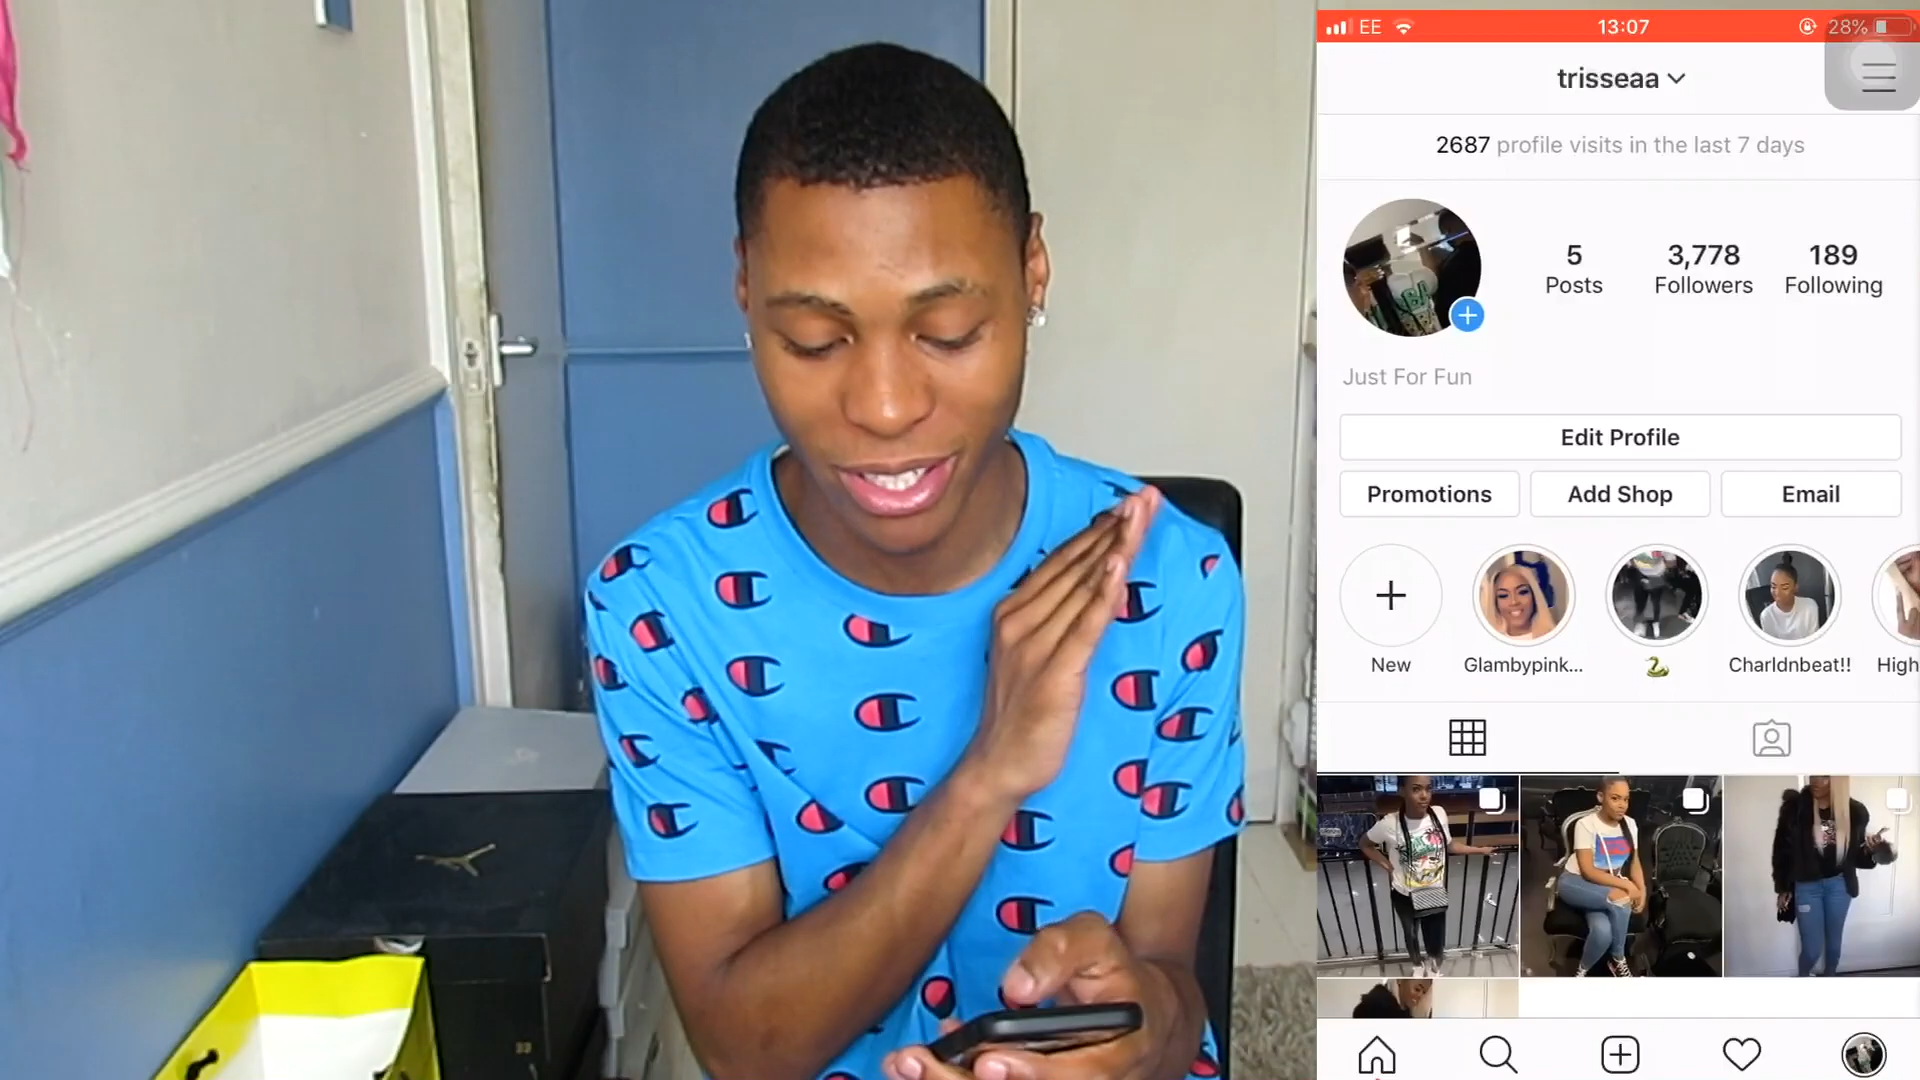 EE 13:07 28%
trisseaa
2687 profile visits in the last 7 days
5 3,778 189
Posts Followers Following
Just For Fun
Edit Profile
Promotions Add Shop Email
New Glambypink... Charldnbeat!! High
23